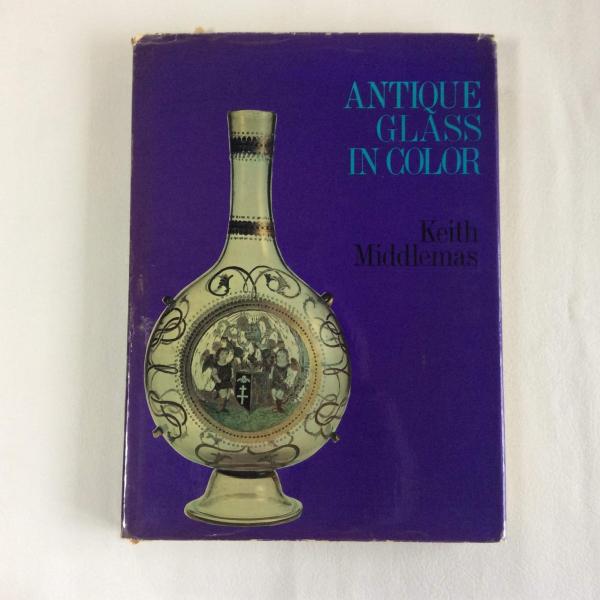 ANTIQUE
GLASS
IN COLOR
Keith
Middlemas